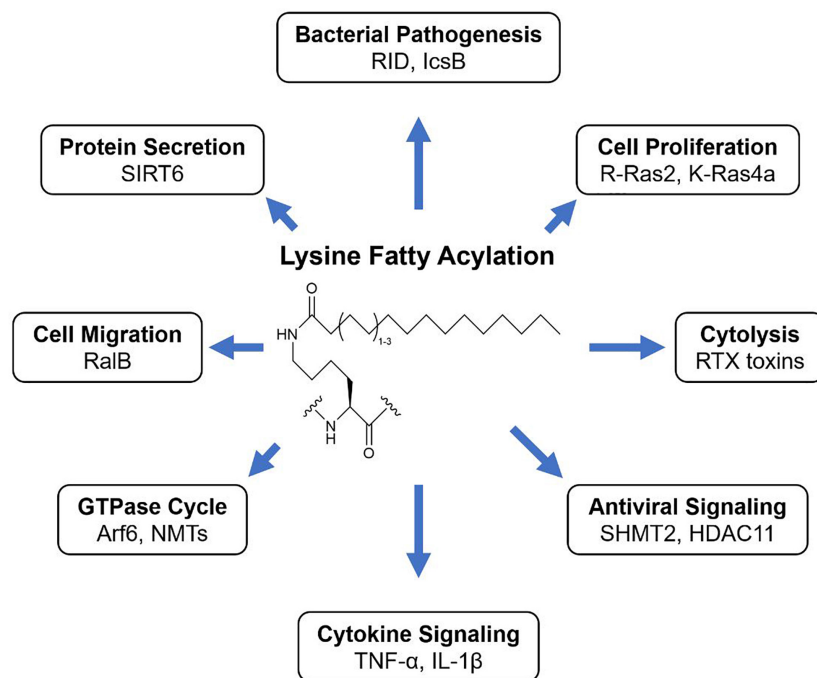 Bacterial Pathogenesis
RID, IcsB
Protein Secretion
SIRT6
Cell Proliferation
R-Ras2, K-Ras4a
Lysine Fatty Acylation
O
N
H
1-3
N
H
O
Cell Migration
RalB
Cytolysis
RTX toxins
GTPase Cycle
Arf6, NMTs
Antiviral Signaling
SHMT2, HDAC11
Cytokine Signaling
TNF-α, IL-1β